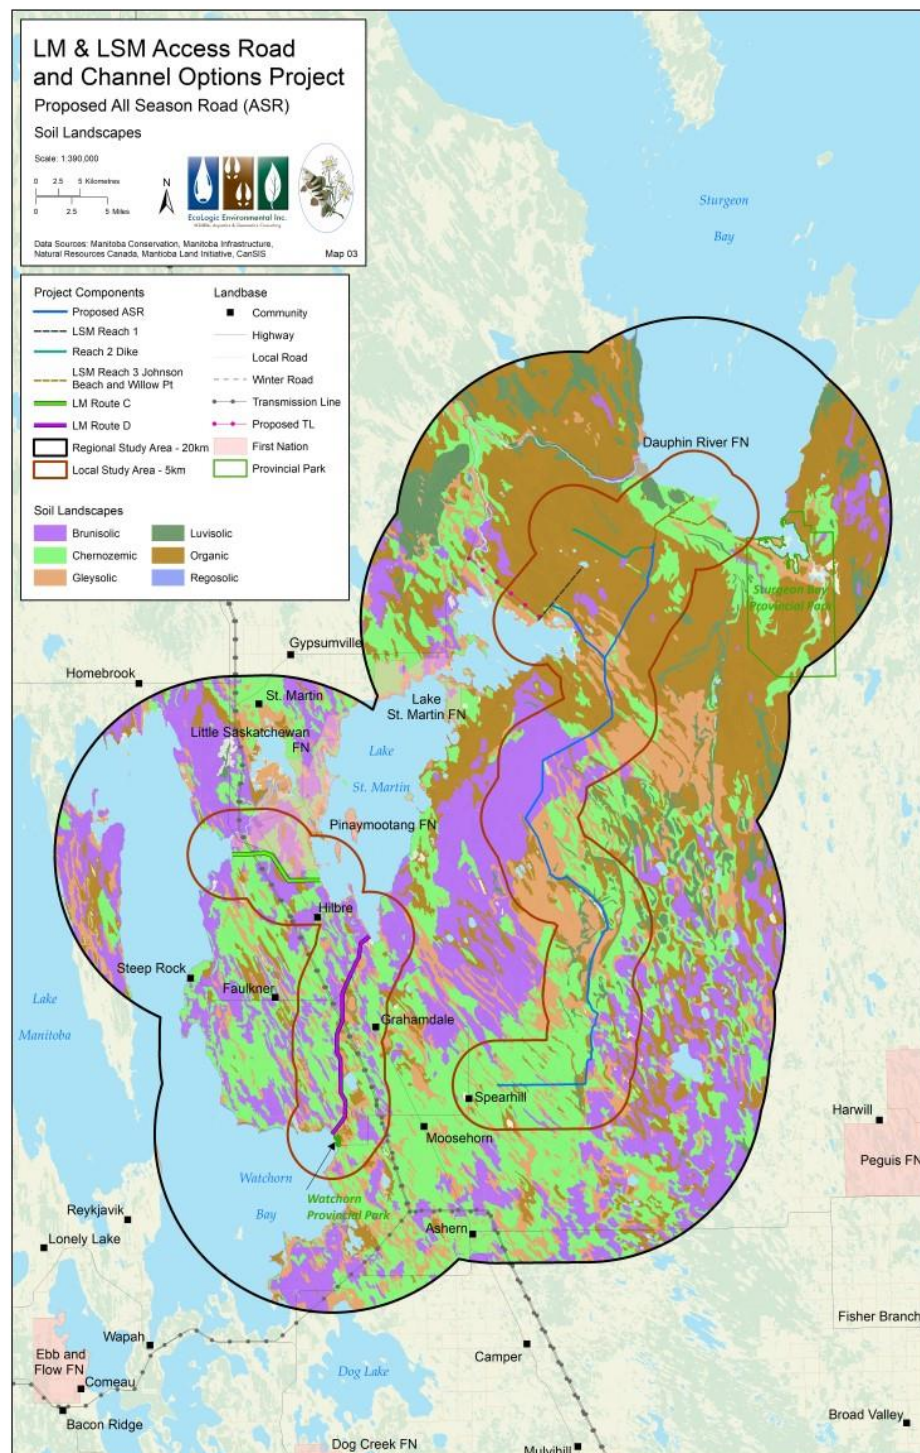 LM & LSM Access Road
and Channel Options Project
Proposed All Season Road (ASR)
Soil Landscapes
Scale: 1:390,000
0 2.5 5 Kilometres
0 2.5 5 Miles
N
EcoLogic Environmental Inc.
Data Sources: Manitoba Conservation, Manitoba Infrastructure,
Natural Resources Canada, Manitoba Land Initiative, CanSIS
Map 03
Project Components
Proposed ASR
LSM Reach 1
Reach 2 Dike
LSM Reach 3 Johnson
Beach and Willow Pt
LM Route C
LM Route D
Regional Study Area - 20km
Local Study Area - 5km
Landbase
Community
Highway
Local Road
Winter Road
Transmission Line
Proposed TL
First Nation
Provincial Park
Soil Landscapes
Brunisolic
Chernozemic
Gleysolic
Luvisolic
Organic
Regosolic
Sturgeon
Bay
Dauphin River FN
Sturgeon Bay
Provincial Park
Gypsumville
Homebrook
St. Martin
Lake
St. Martin FN
Little Saskatchewan
FN
Lake
St. Martin
Pinaymootang FN
Hilbre
Steep Rock
Faulkner
Lake
Manitoba
Grahamdale
Spearhill
Moosehorn
Harwill
Peguis FN
Watchorn
Bay
Watchorn
Provincial Park
Reykjavik
Lonely Lake
Ashern
Fisher Branch
Wapah
Ebb and
Flow FN
Camper
Comeau
Dog Lake
Bacon Ridge
Broad Valley
Dog Creek FN
Mulvihill